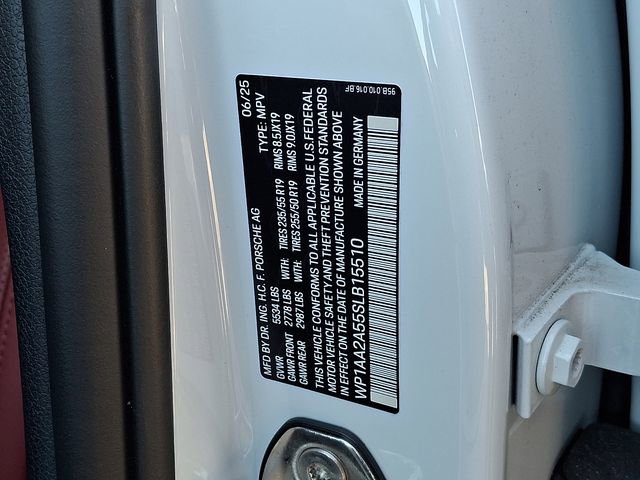 MFD BY DR. ING. H.C. F. PORSCHE AG 06/25
GVWR 5534 LBS TYPE: MPV
GAWR FRONT 2778 LBS WITH: TIRES 235/55 R19 RIMS 8.5JX19
GAWR REAR 2987 LBS WITH: TIRES 255/50 R19 RIMS 9.0JX19
THIS VEHICLE CONFORMS TO ALL APPLICABLE U.S.FEDERAL
MOTOR VEHICLE SAFETY AND THEFT PREVENTION STANDARDS
IN EFFECT ON THE DATE OF MANUFACTURE SHOWN ABOVE
WP1AA2A55SLB15510 MADE IN GERMANY
95B.010.016.BF